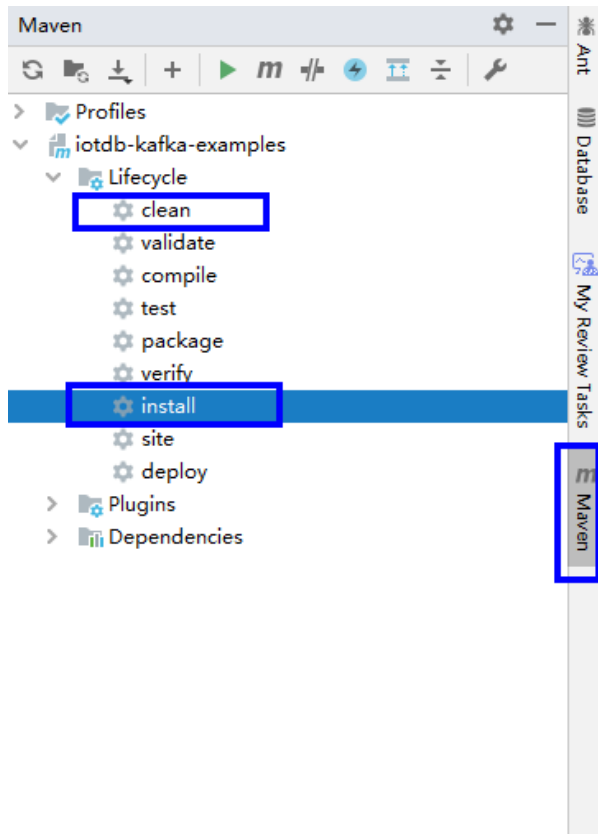 Maven
Profiles
iotdb-kafka-examples
Lifecycle
clean
validate
compile
test
package
verify
install
site
deploy
Plugins
Dependencies
Ant
Database
My Review Tasks
Maven